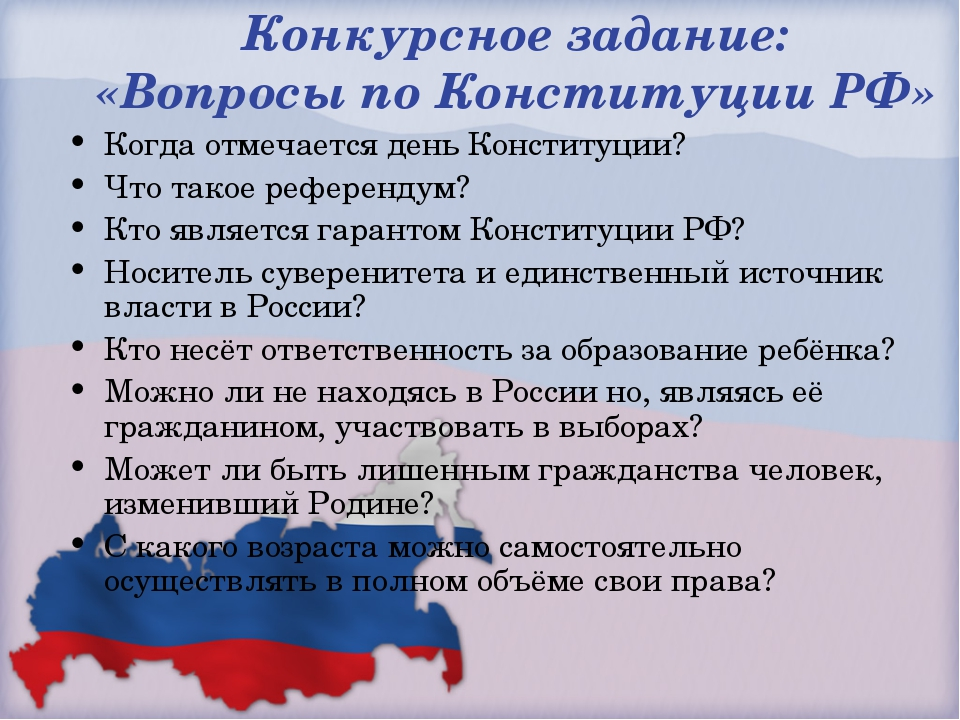 Конкурсное задание:
«Вопросы по Конституции РФ»
• Когда отмечается день Конституции?
• Что такое референдум?
• Кто является гарантом Конституции РФ?
• Носитель суверенитета и единственный источник
власти в России?
• Кто несёт ответственность за образование ребёнка?
• Можно ли не находясь в России но, являясь её
гражданином, участвовать в выборах?
• Может ли быть лишенным гражданства человек,
изменивший Родине?
• С какого возраста можно самостоятельно
осуществлять в полном объёме свои права?